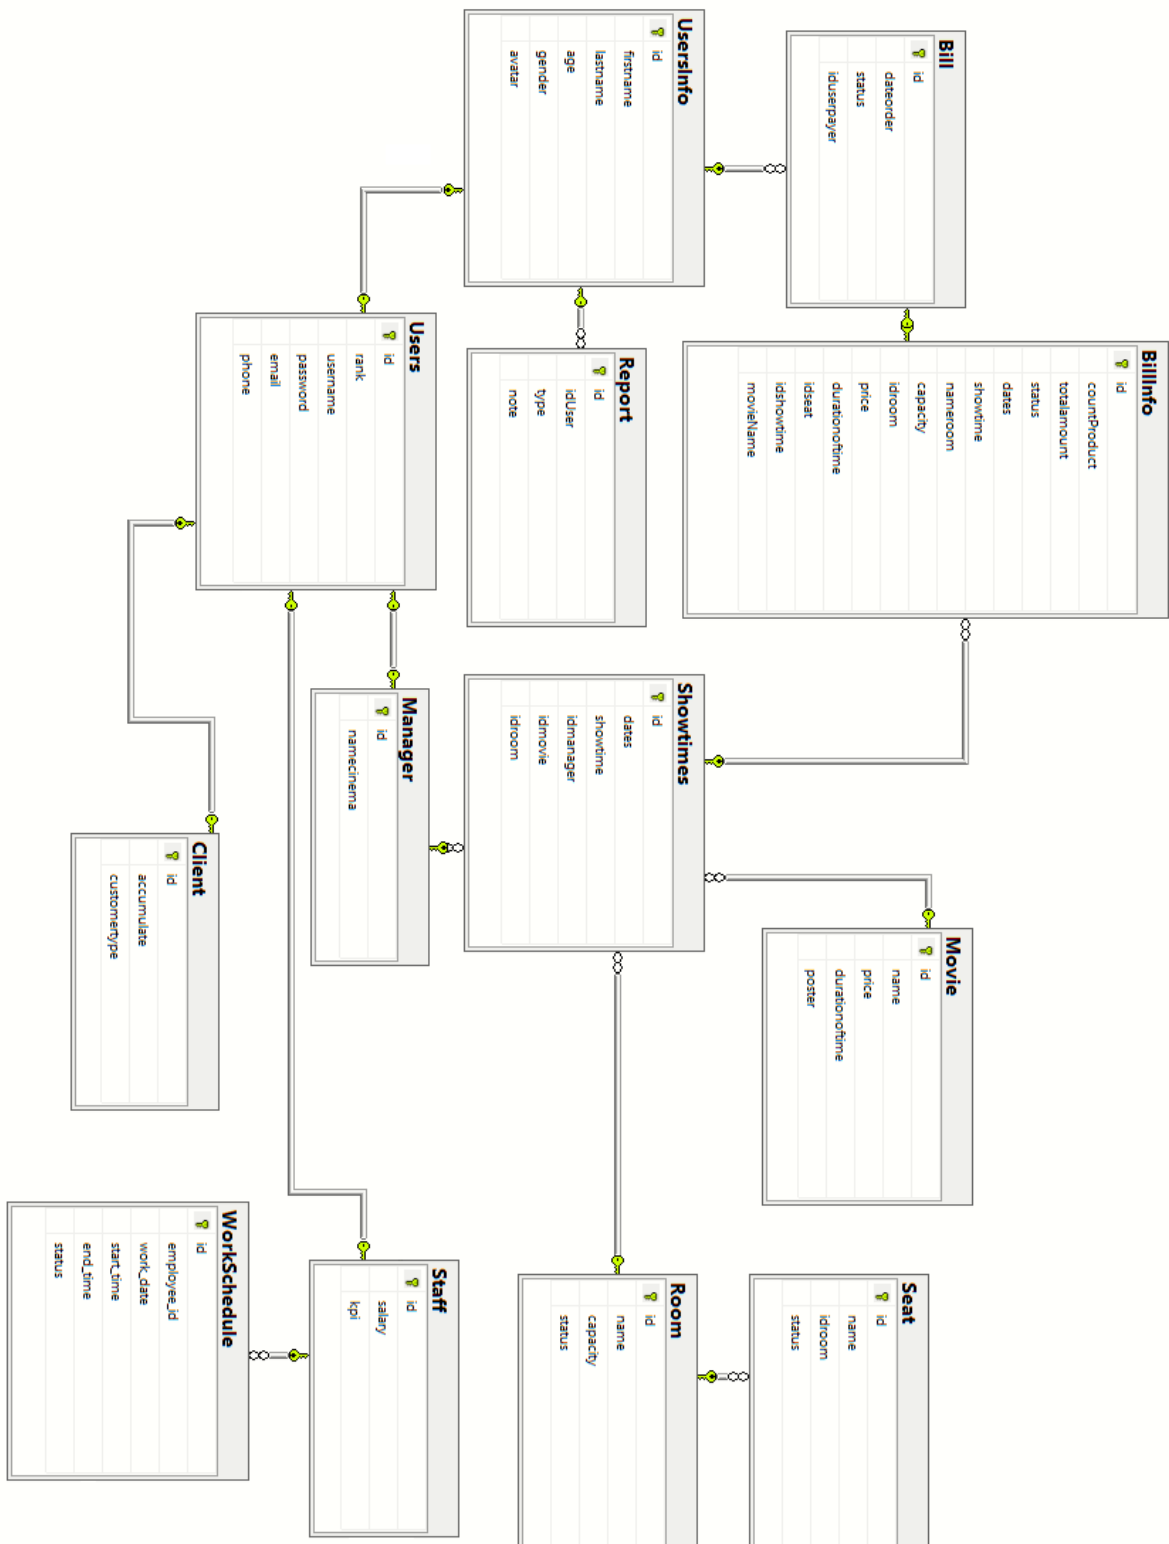 Bill
id
dateorder
status
iduserpayer
BillInfo
id
countProduct
totalamount
status
dates
showtime
nameroom
capacity
idroom
price
durationoftime
idseat
idshowtime
movieName
UsersInfo
id
firstname
lastname
age
gender
avatar
Report
id
idUser
type
note
Showtimes
id
dates
showtime
idmanager
idmovie
idroom
Movie
id
name
price
durationoftime
poster
Seat
id
name
idroom
status
Room
id
name
capacity
status
Users
id
rank
username
password
email
phone
Manager
id
namecinema
Staff
id
salary
kpi
Client
id
accumulate
customertype
WorkSchedule
id
employee_id
work_date
start_time
end_time
status